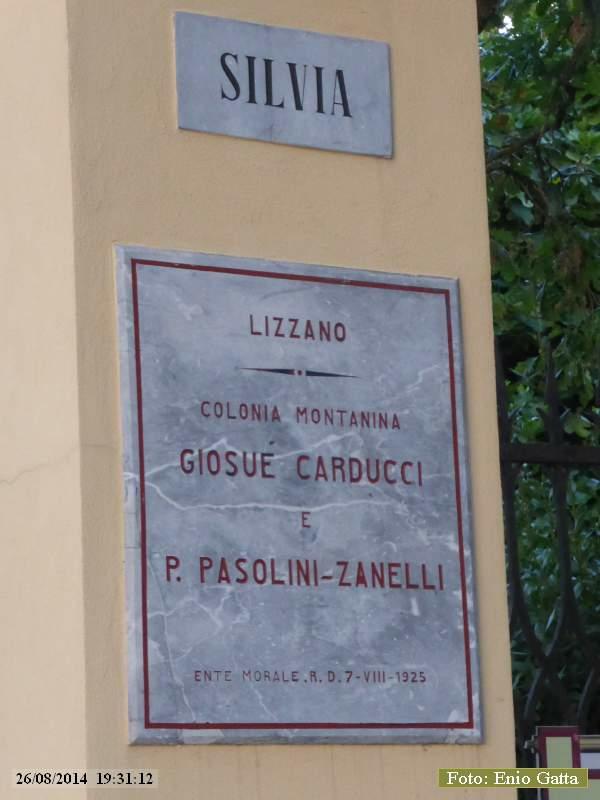 SILVIA
LIZZANO
COLONIA MONTANINA
GIOSUÉ CARDUCCI
E
P. PASOLINI-ZANELLI
ENTE MORALE.R.D.7-VIII-1925
26/08/2014 19:31:12
Foto: Enio Gatta